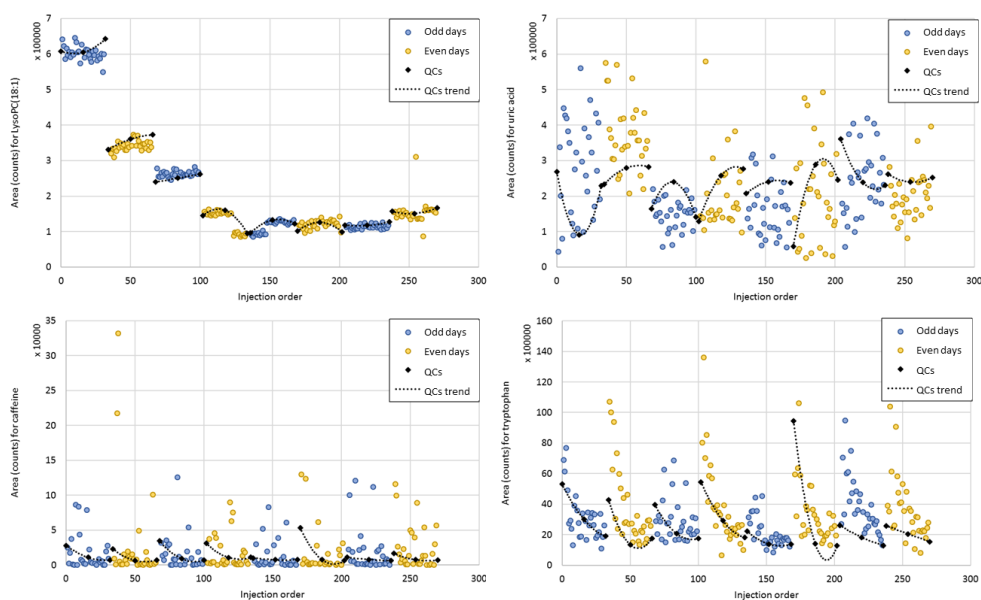 7
6
5
4
3
2
1
0
x 100000
Area (counts) for LysoPC(18:1)
0
50
100
150
200
250
300
Injection order
Odd days
Even days
QCs
QCs trend
7
6
5
4
3
2
1
0
x 100000
Area (counts) for uric acid
0
50
100
150
200
250
300
Injection order
Odd days
Even days
QCs
QCs trend
35
30
25
20
15
10
5
0
x 10000
Area (counts) for caffeine
0
50
100
150
200
250
300
Injection order
Odd days
Even days
QCs
QCs trend
160
140
120
100
80
60
40
20
0
x 100000
Area (counts) for tryptophan
0
50
100
150
200
250
300
Injection order
Odd days
Even days
QCs
QCs trend